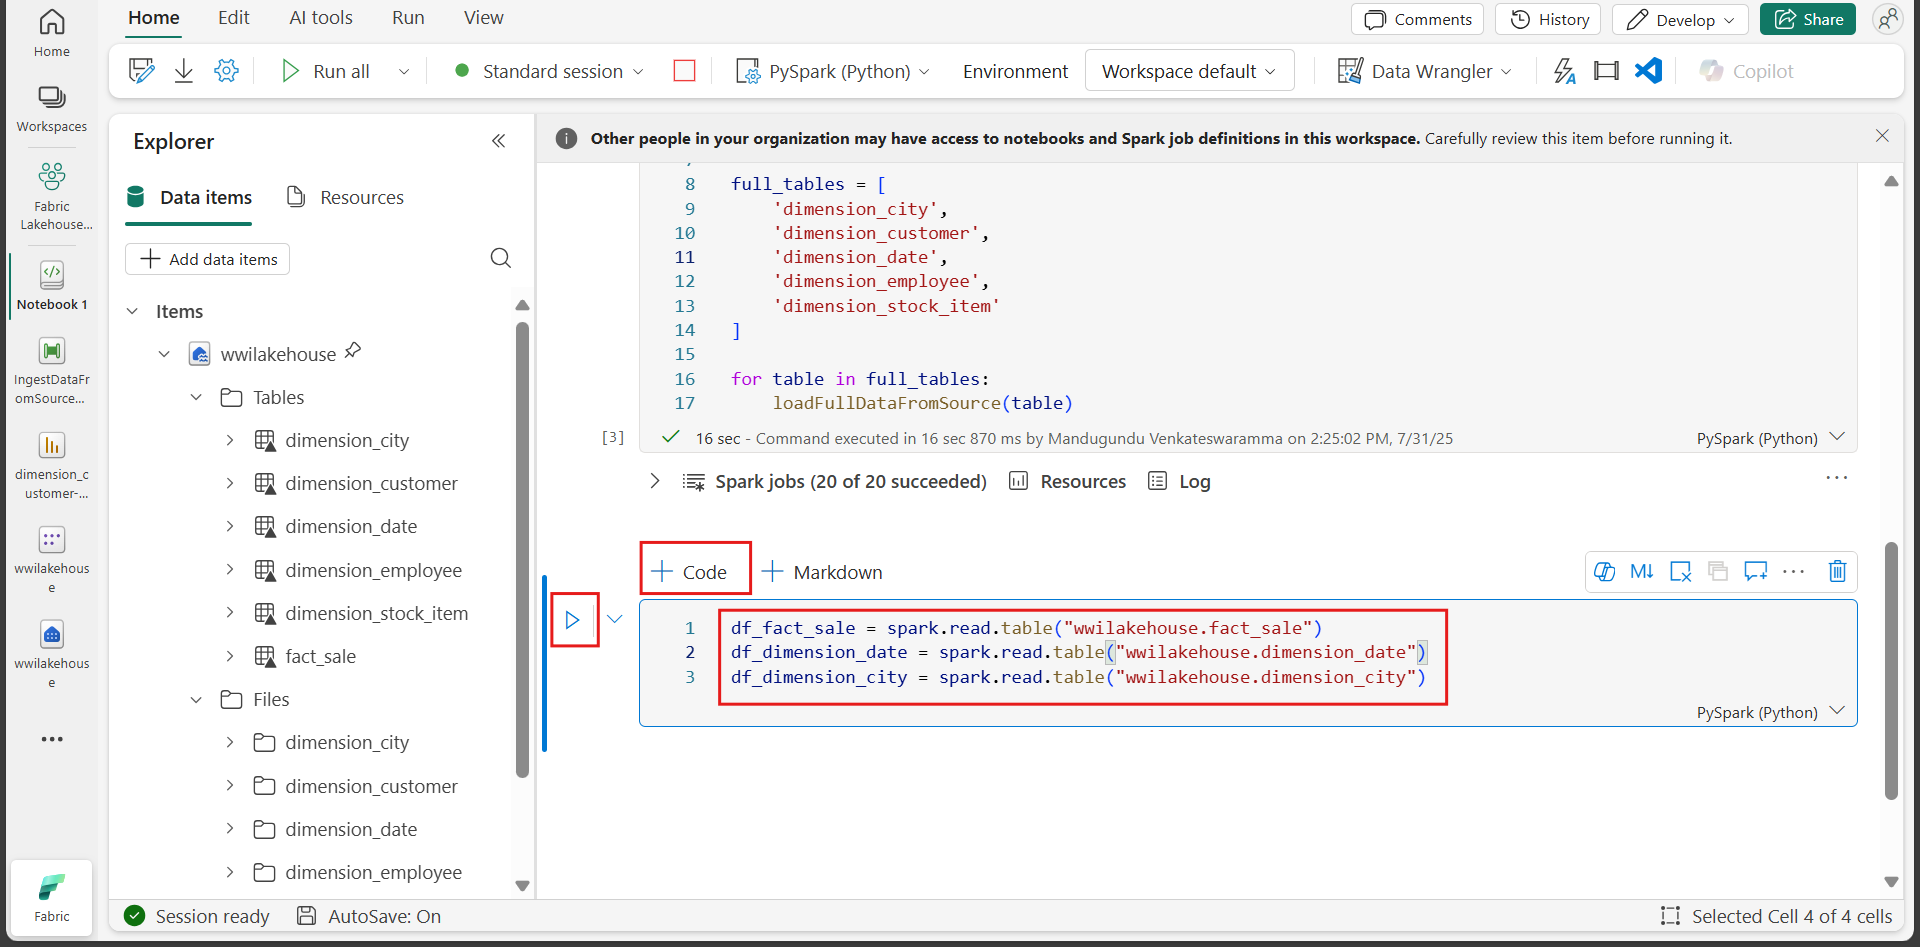 Home
Edit
AI tools
Run
View
Comments
History
Develop
Share
Run all
Standard session
PySpark (Python)
Environment
Workspace default
Data Wrangler
Copilot
Home
Workspaces
Fabric
Lakehouse...
Notebook 1
IngestDataFr
omSource...
dimension_c
ustomer-...
wwilakehous
e
wwilakehous
e
Fabric
Explorer
Data items
Resources
Add data items
Items
wwilakehouse
Tables
dimension_city
dimension_customer
dimension_date
dimension_employee
dimension_stock_item
fact_sale
Files
dimension_city
dimension_customer
dimension_date
dimension_employee
Other people in your organization may have access to notebooks and Spark job definitions in this workspace. Carefully review this item before running it.
8 full_tables = [
9 'dimension_city',
10 'dimension_customer',
11 'dimension_date',
12 'dimension_employee',
13 'dimension_stock_item'
14 ]
15
16 for table in full_tables:
17 loadFullDataFromSource(table)
[3] 16 sec - Command executed in 16 sec 870 ms by Mandugundu Venkateswaramma on 2:25:02 PM, 7/31/25 PySpark (Python)
Spark jobs (20 of 20 succeeded) Resources Log
Code Markdown
M↓
1 df_fact_sale = spark.read.table("wwilakehouse.fact_sale")
2 df_dimension_date = spark.read.table("wwilakehouse.dimension_date")
3 df_dimension_city = spark.read.table("wwilakehouse.dimension_city")
PySpark (Python)
Session ready
AutoSave: On
Selected Cell 4 of 4 cells